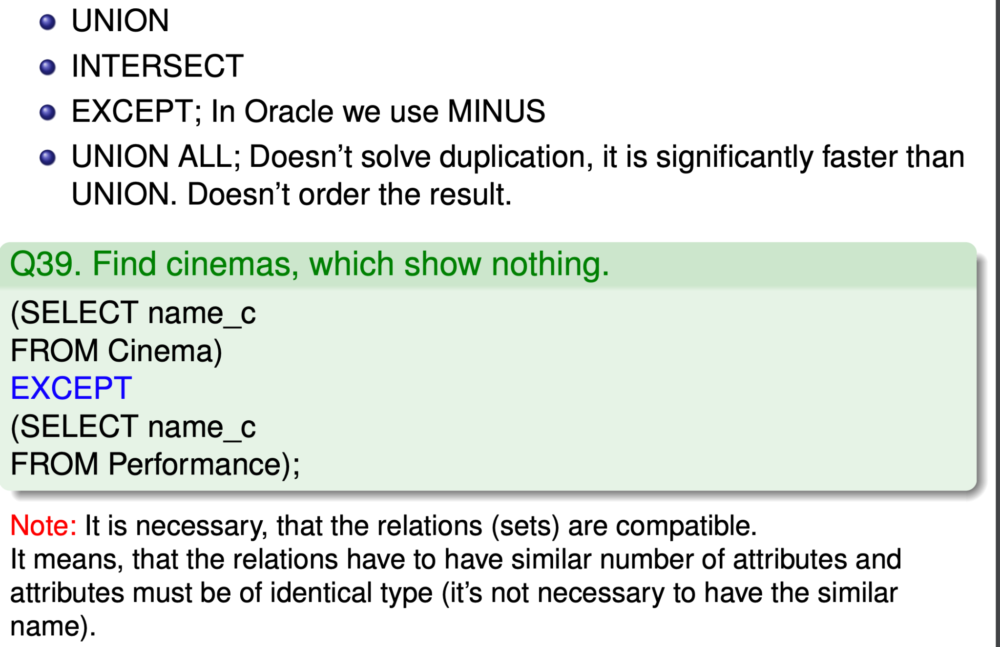 UNION
INTERSECT
EXCEPT; In Oracle we use MINUS
UNION ALL; Doesn't solve duplication, it is significantly faster than
UNION. Doesn't order the result.
Q39. Find cinemas, which show nothing.
(SELECT name_c
FROM Cinema)
EXCEPT
(SELECT name_c
FROM Performance);
Note: It is necessary, that the relations (sets) are compatible.
It means, that the relations have to have similar number of attributes and
attributes must be of identical type (it's not necessary to have the similar
name).